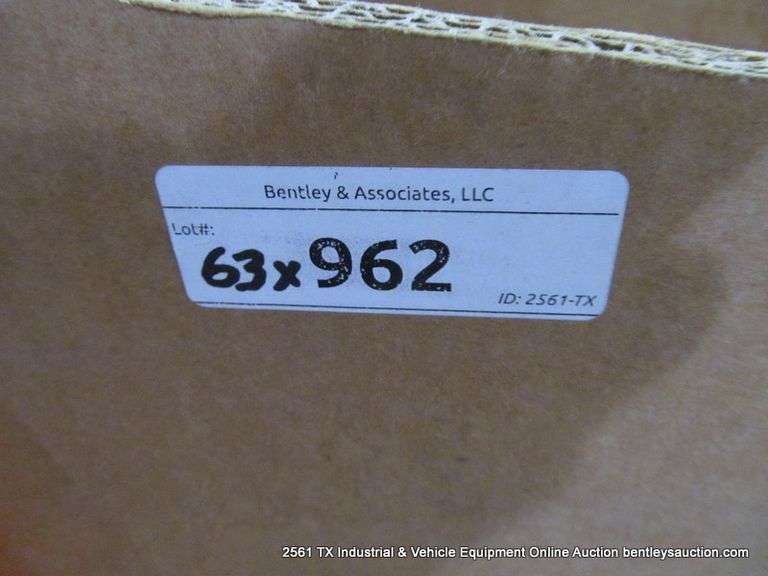 Bentley & Associates, LLC
Lot#:
63x962
ID: 2561-TX
2561 TX Industrial & Vehicle Equipment Online Auction bentleysauction.com